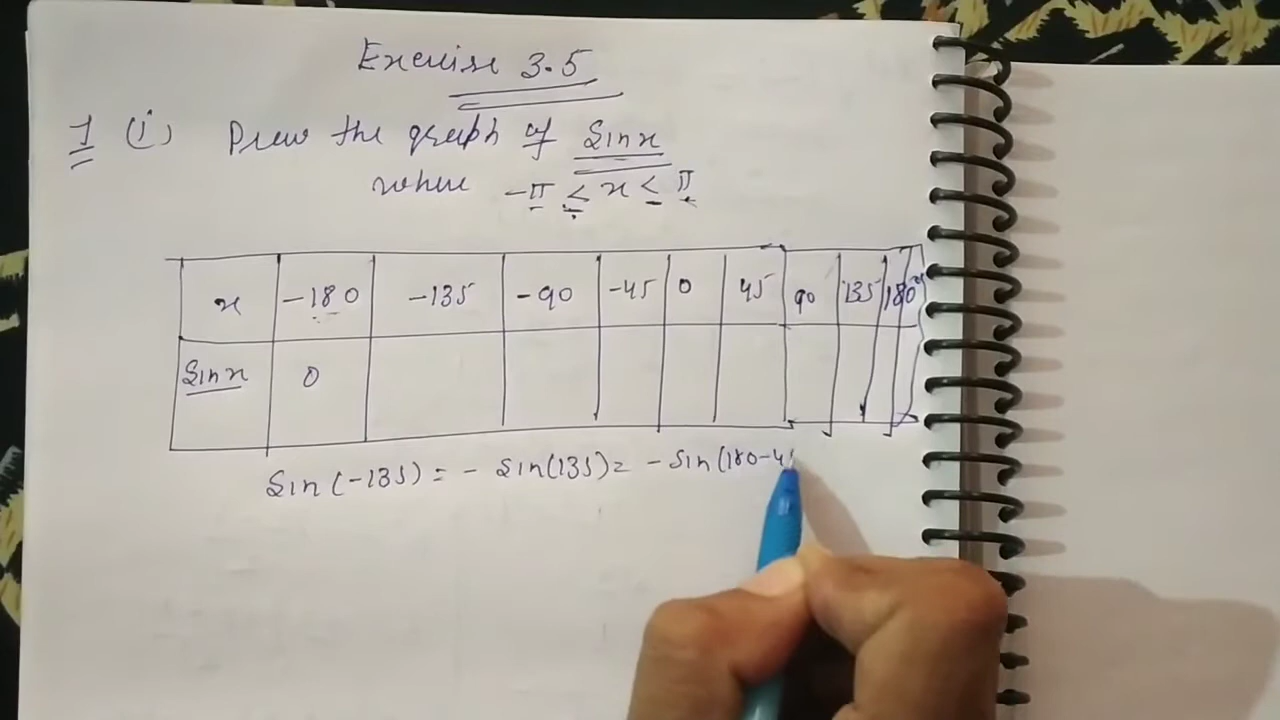 Exercise 3.5
1 (i) Draw the graph of Sinx
where -π ≤ x ≤ π
x -180 -135 -90 -45 0 45 90 135 180
Sinx 0
Sin(-135) = - Sin(135) = - Sin(180-45